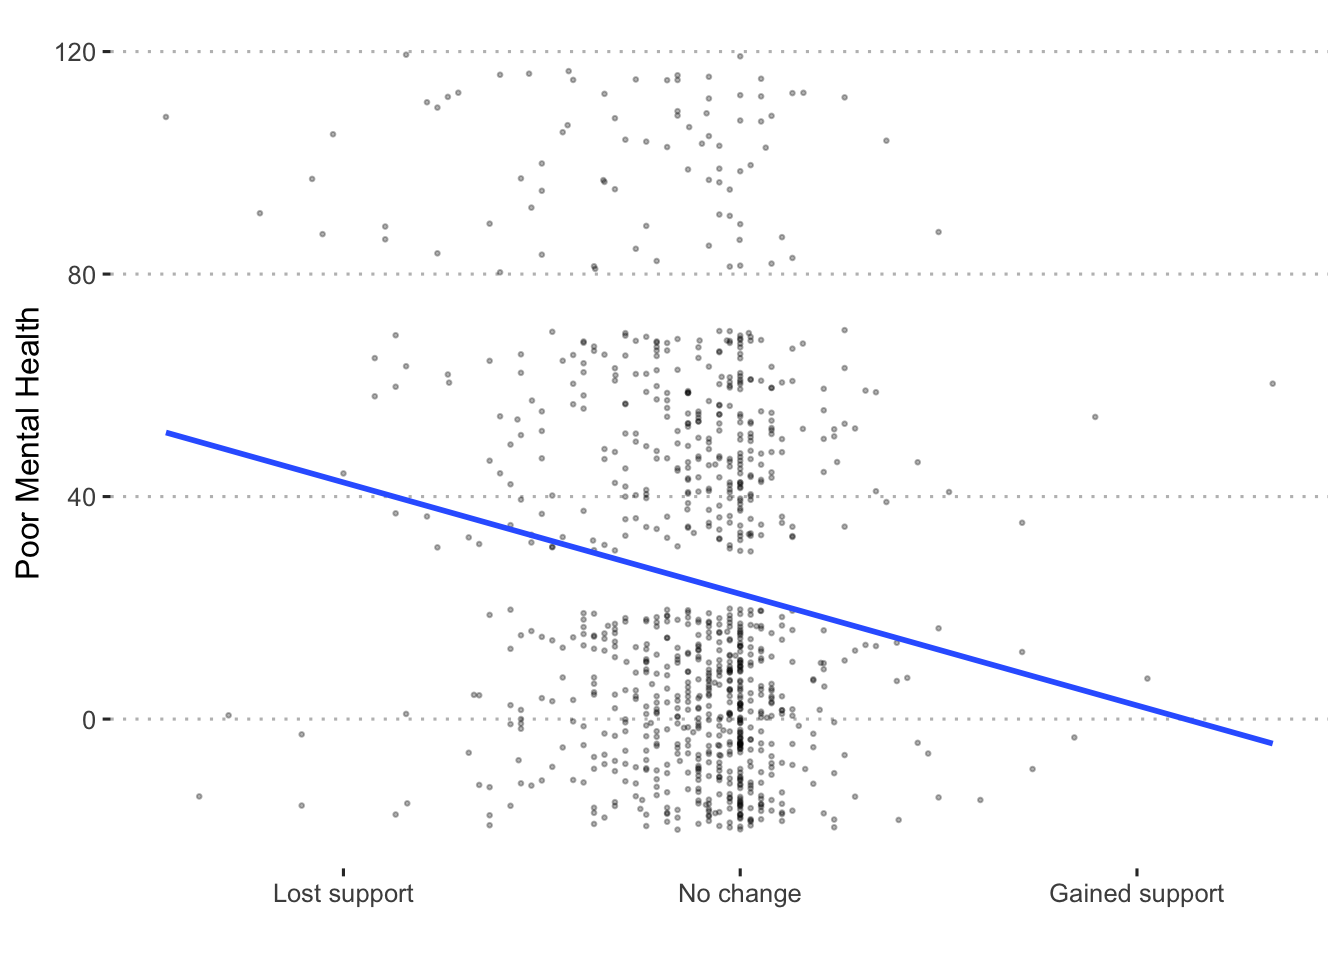 Poor Mental Health
120
80
40
0
Lost support
No change
Gained support